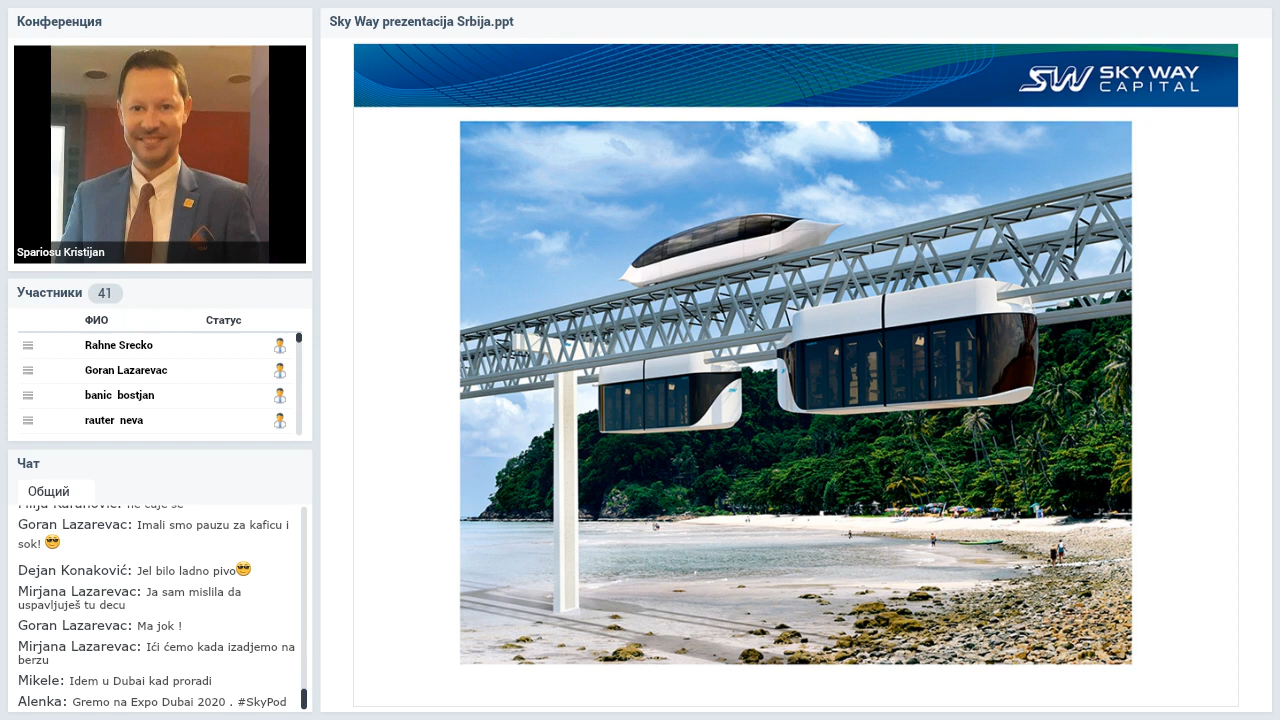 Конференция
Spariosu Kristijan
Участники 41
ФИО Статус
Rahne Srecko
Goran Lazarevac
banic bostjan
rauter neva
Чат
Общий
Goran Lazarevac: Imali smo pauzu za kaficu i
sok!
Dejan Konaković: Jel bilo ladno pivo
Mirjana Lazarevac: Ja sam mislila da
uspavljuješ tu decu
Goran Lazarevac: Ma jok !
Mirjana Lazarevac: Ići ćemo kada izadjemo na
berzu
Mikele: Idem u Dubai kad proradi
Alenka: Gremo na Expo Dubai 2020 . #SkyPod
Sky Way prezentacija Srbija.ppt
SW SKY WAY
CAPITAL